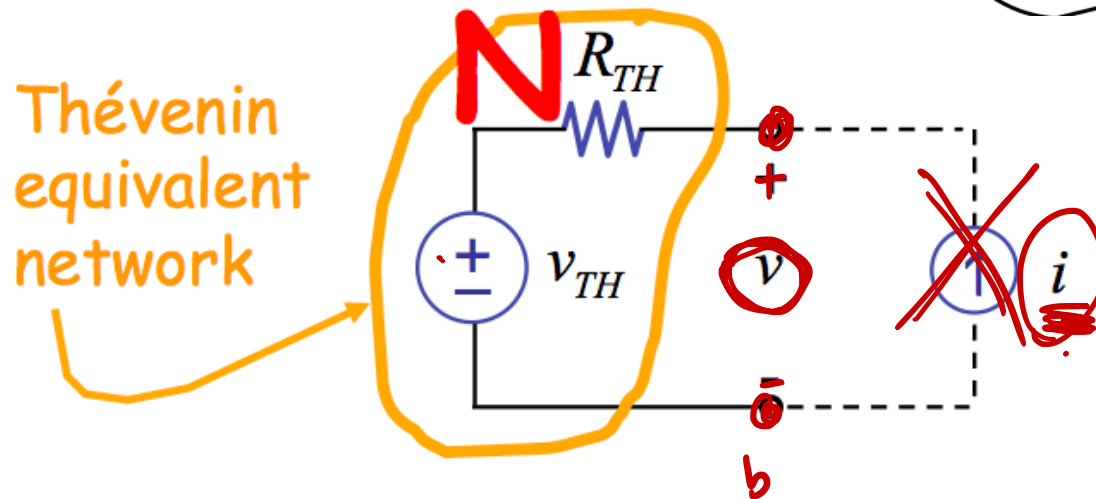 N
R_TH
Thévenin
equivalent
network
+
+
−
v_TH
v
i
-
b